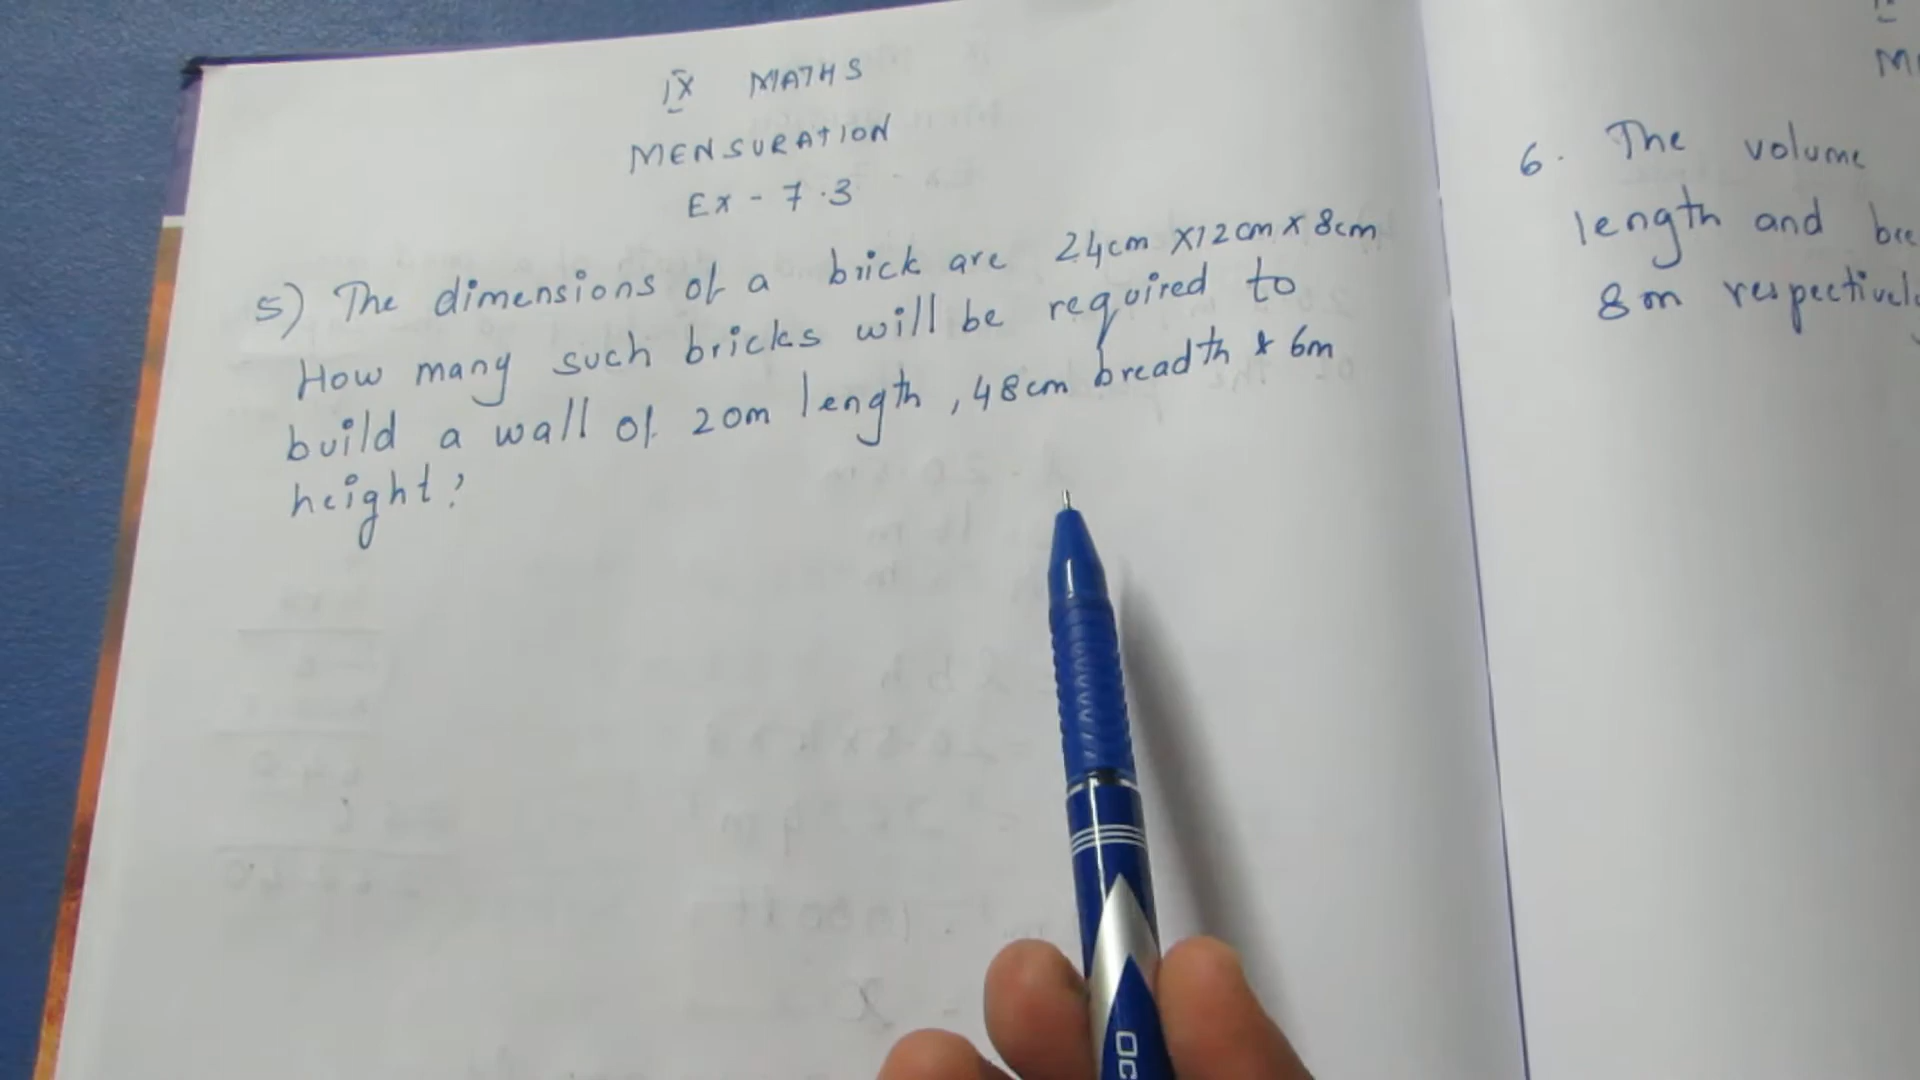 IX MATHS
MENSURATION
Ex - 7.3
5) The dimensions of a brick are 24cm x12cm x 8cm
How many such bricks will be required to
build a wall of 20m length, 48cm breadth & 6m
height?
6. The volume
length and
8m respectively
OC